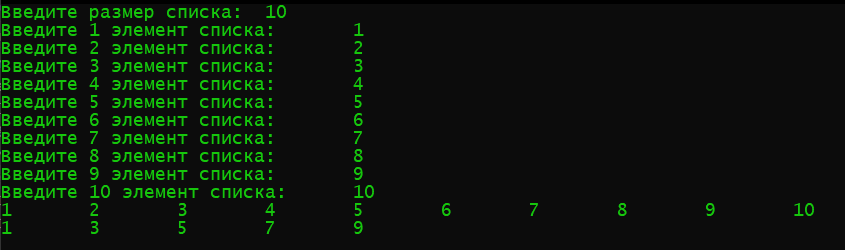 Введите размер списка:  10
Введите 1 элемент списка:       1
Введите 2 элемент списка:       2
Введите 3 элемент списка:       3
Введите 4 элемент списка:       4
Введите 5 элемент списка:       5
Введите 6 элемент списка:       6
Введите 7 элемент списка:       7
Введите 8 элемент списка:       8
Введите 9 элемент списка:       9
Введите 10 элемент списка:      10
1       2       3       4       5       6       7       8       9       10
1       3       5       7       9